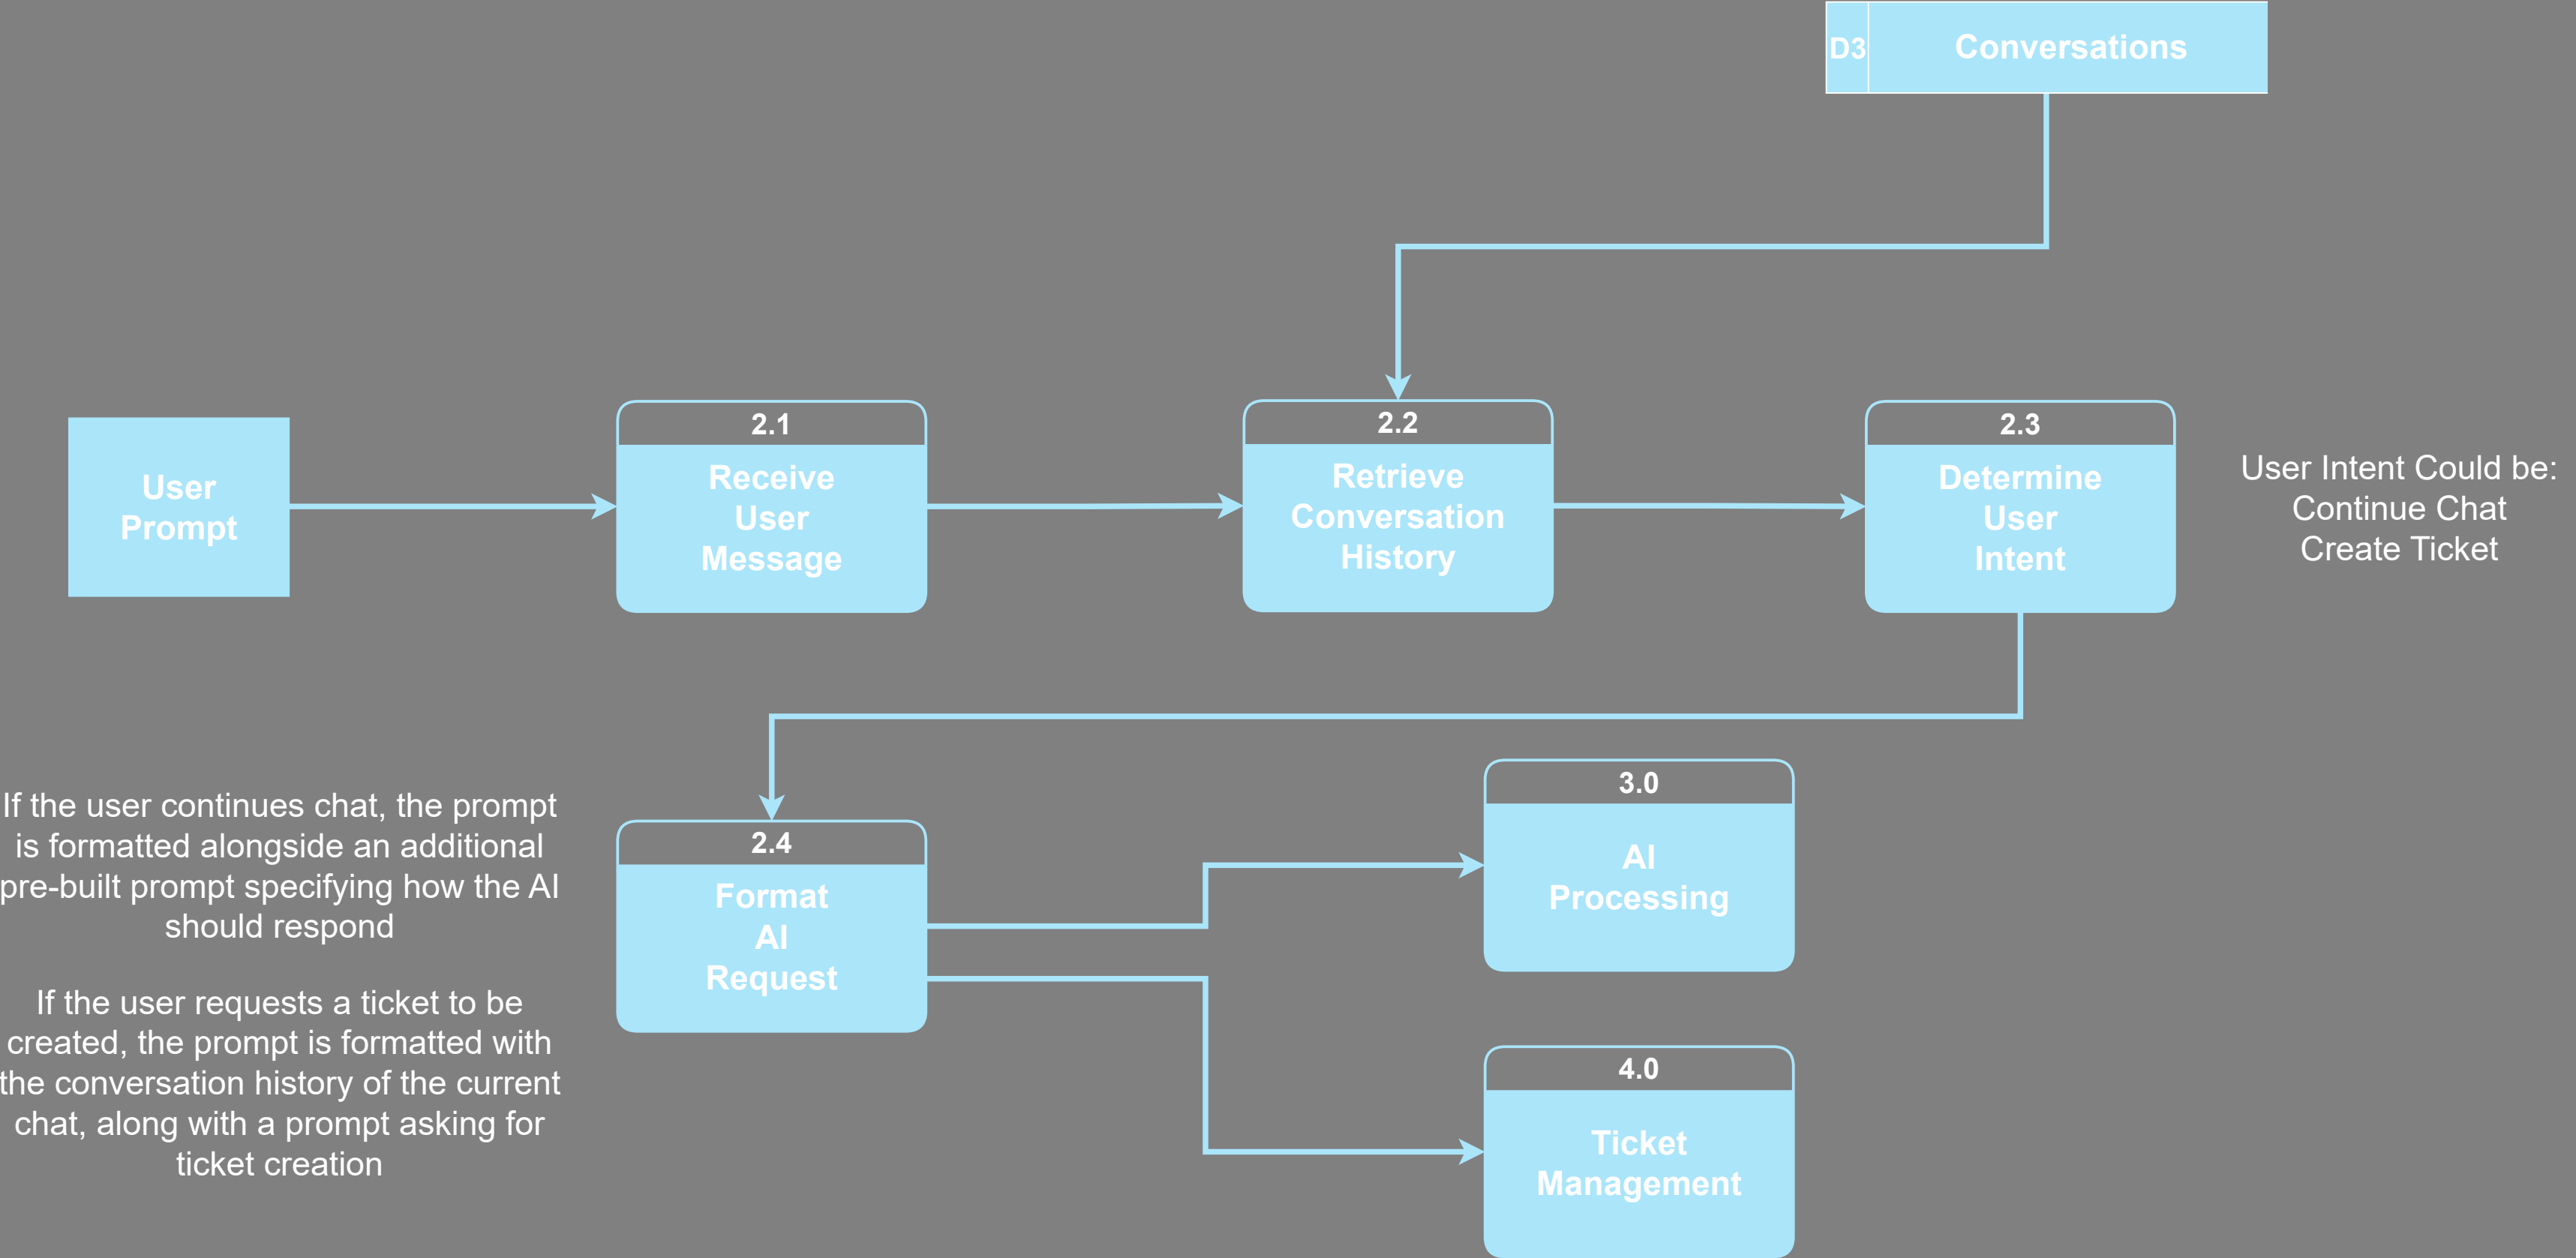 D3
Conversations
User
Prompt
2.1
Receive
User
Message
2.2
Retrieve
Conversation
History
2.3
Determine
User
Intent
User Intent Could be:
Continue Chat
Create Ticket
If the user continues chat, the prompt
is formatted alongside an additional
pre-built prompt specifying how the AI
should respond
If the user requests a ticket to be
created, the prompt is formatted with
the conversation history of the current
chat, along with a prompt asking for
ticket creation
2.4
Format
AI
Request
3.0
AI
Processing
4.0
Ticket
Management